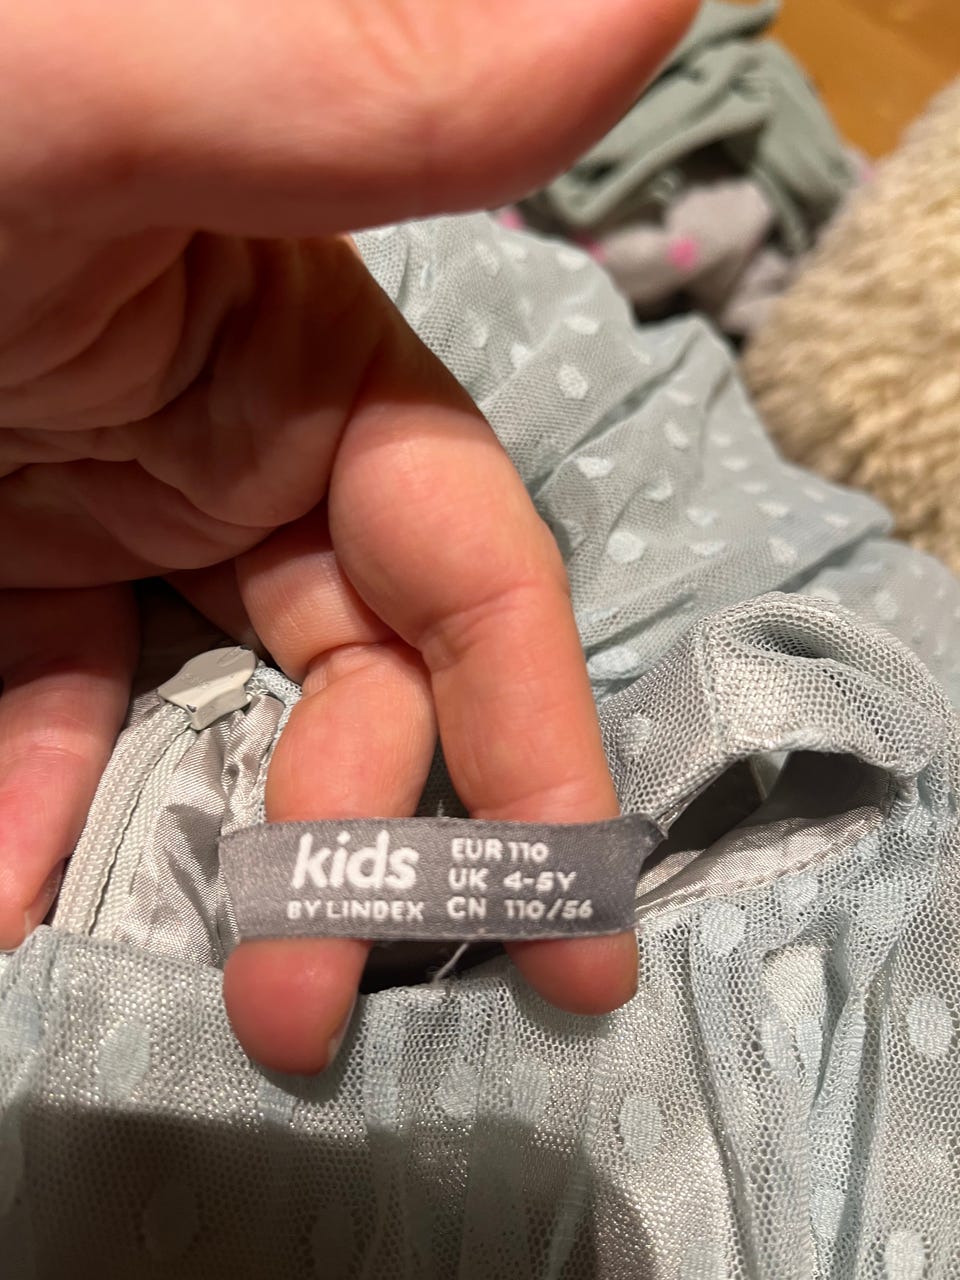 kids
BY LINDEX
EUR 110
UK 4-5Y
CN 110/56